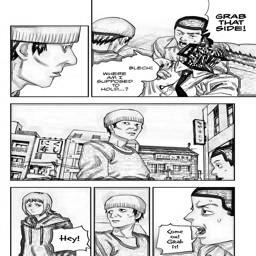 GRAB
THAT
SIDE!
BLECH!
WHERE
AM I
SUPPOSED
TO
HOLD...?
Hey!
Come
on!
Grab
it!